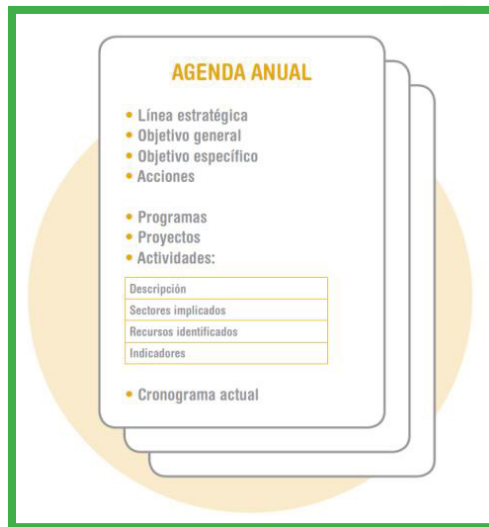 AGENDA ANUAL
• Línea estratégica
• Objetivo general
• Objetivo específico
• Acciones
• Programas
• Proyectos
• Actividades:
Descripción
Sectores implicados
Recursos identificados
Indicadores
• Cronograma actual